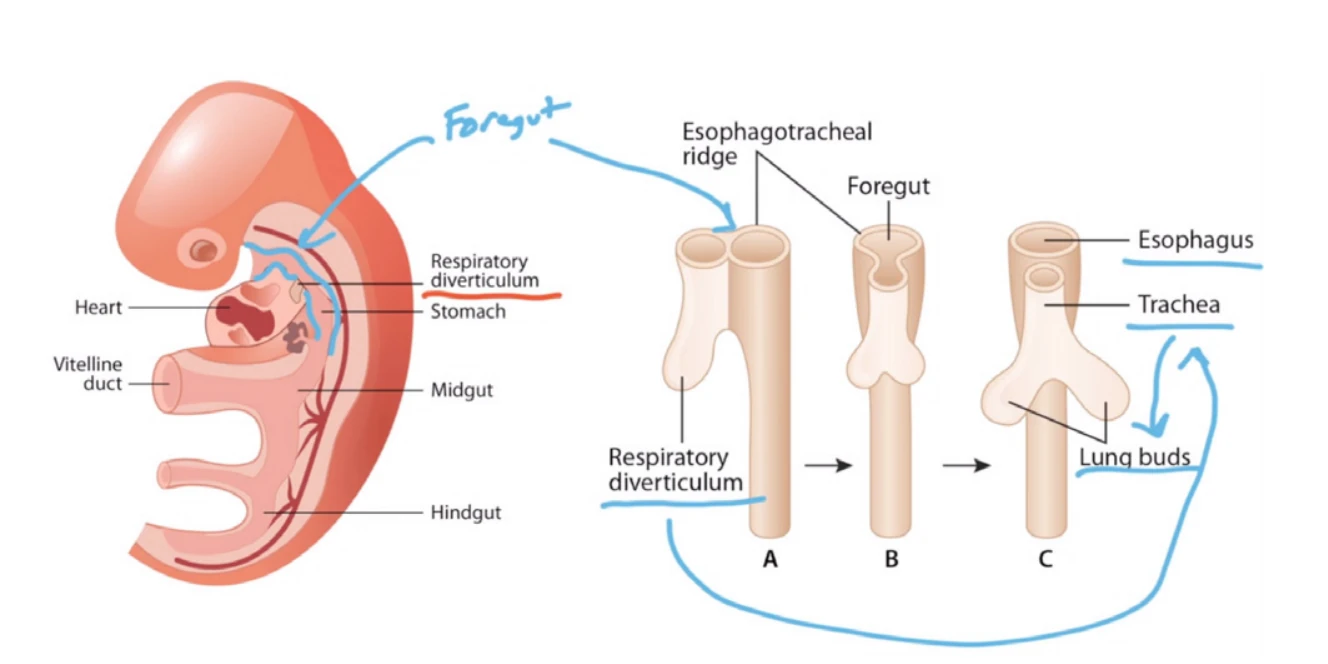 Foregut
Esophagotracheal
ridge
Foregut
Respiratory
diverticulum
Heart
Stomach
Vitelline
duct
Midgut
Hindgut
Esophagus
Trachea
Lung buds
Respiratory
diverticulum
A
B
C